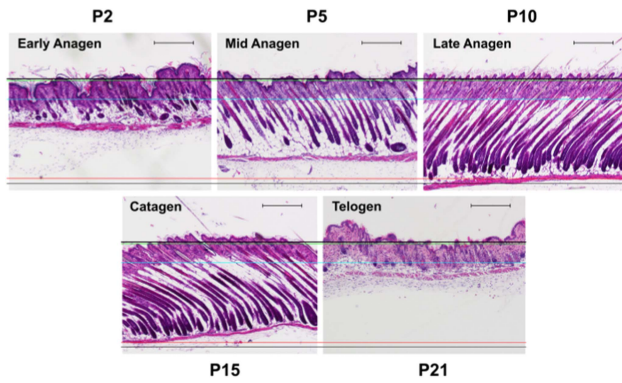 P2
P5
P10
Early Anagen
Mid Anagen
Late Anagen
Catagen
Telogen
P15
P21